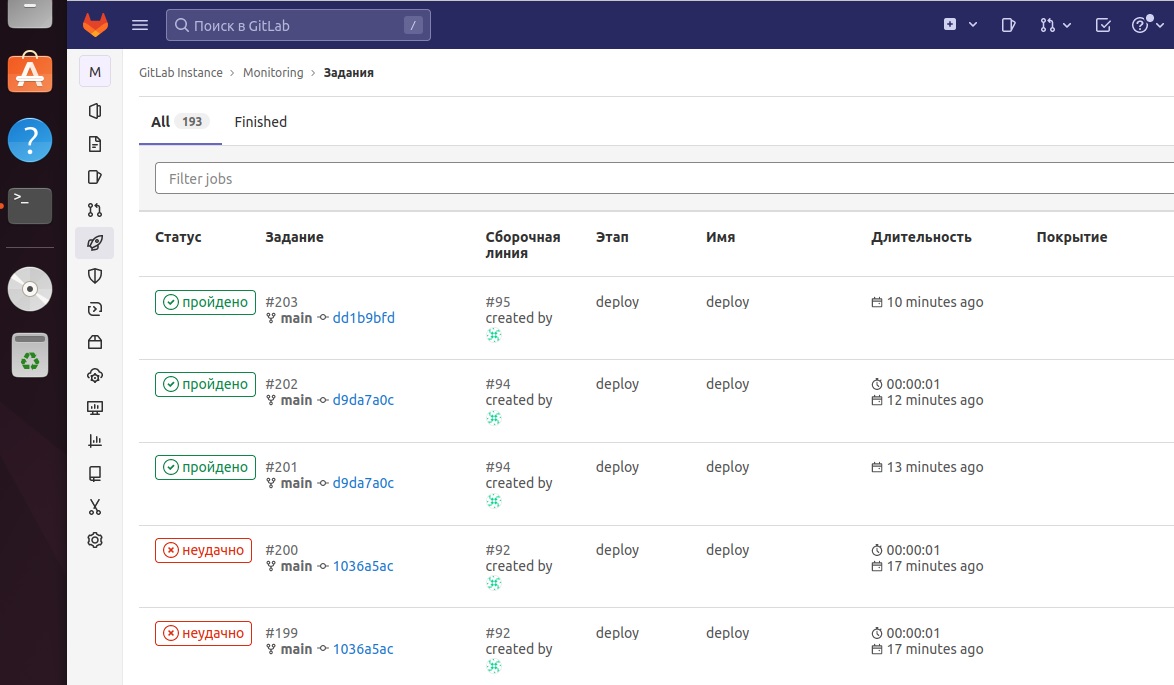 Поиск в GitLab /
M
GitLab Instance › Monitoring › Задания
All 193 Finished
Filter jobs
Статус Задание Сборочная линия Этап Имя Длительность Покрытие
пройдено #203 #95 deploy deploy 10 minutes ago
main dd1b9bfd created by
пройдено #202 #94 deploy deploy 00:00:01
main d9da7a0c created by 12 minutes ago
пройдено #201 #94 deploy deploy 13 minutes ago
main d9da7a0c created by
неудачно #200 #92 deploy deploy 00:00:01
main 1036a5ac created by 17 minutes ago
неудачно #199 #92 deploy deploy 00:00:01
main 1036a5ac created by 17 minutes ago